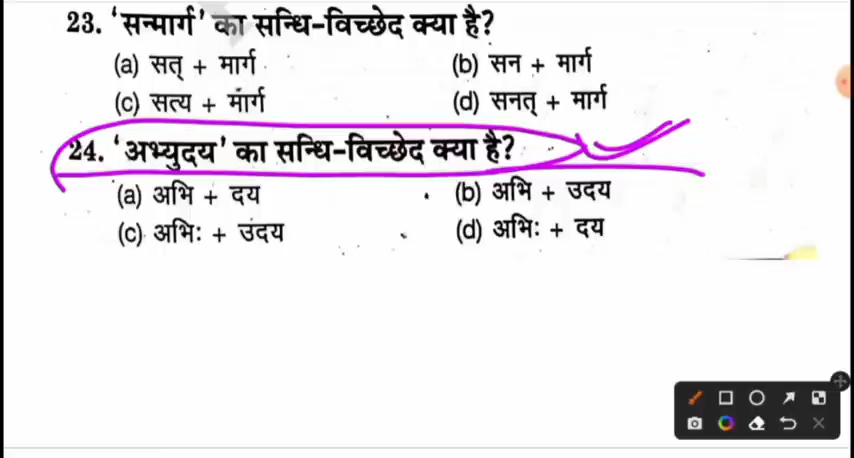 23. ‘सन्मार्ग’ का सन्धि-विच्छेद क्या है?
(a) सत् + मार्ग (b) सन + मार्ग
(c) सत्य + मार्ग (d) सनत् + मार्ग
24. ‘अभ्युदय’ का सन्धि-विच्छेद क्या है?
(a) अभि + दय (b) अभि + उदय
(c) अभिः + उदय (d) अभिः + दय